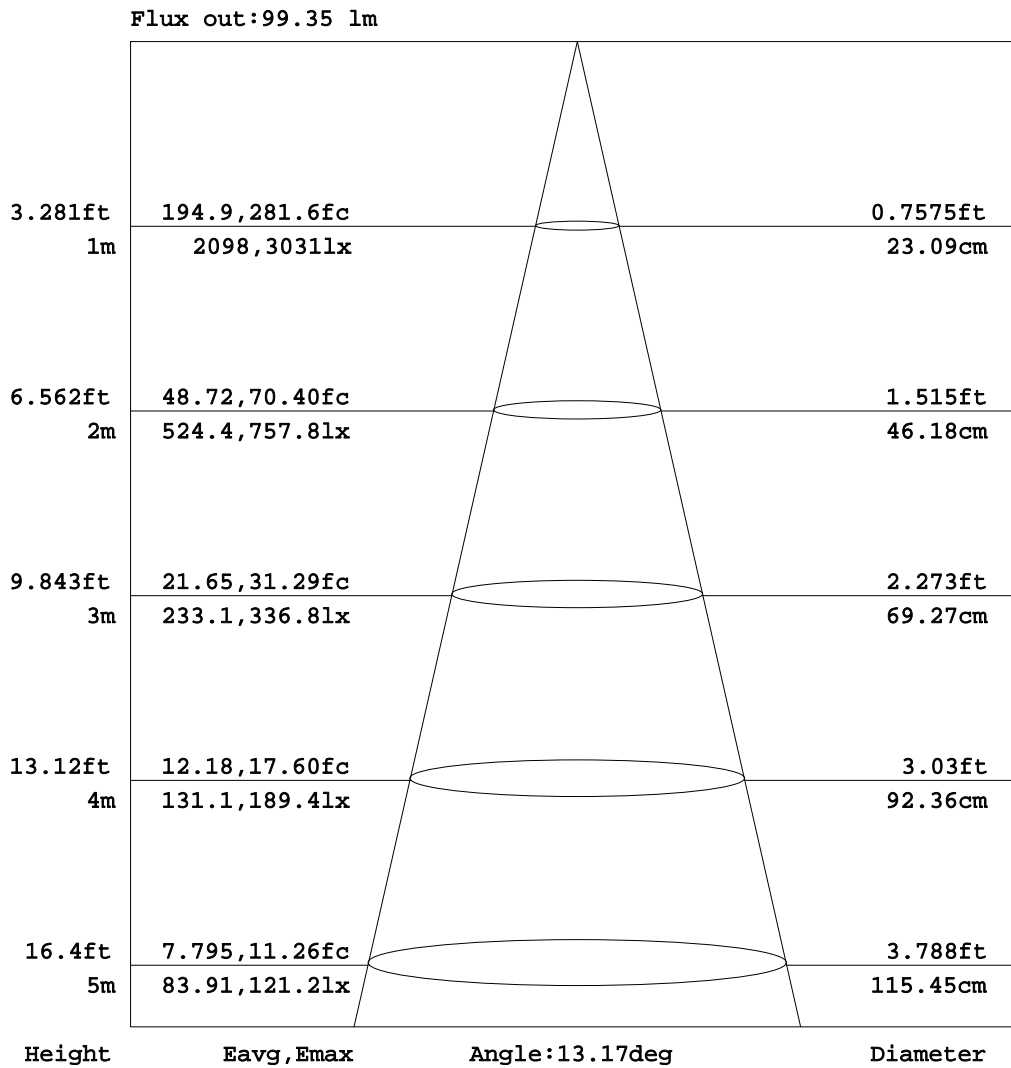 Flux out:99.35 lm
3.281ft 194.9,281.6fc 0.7575ft
1m 2098,3031lx 23.09cm
6.562ft 48.72,70.40fc 1.515ft
2m 524.4,757.8lx 46.18cm
9.843ft 21.65,31.29fc 2.273ft
3m 233.1,336.8lx 69.27cm
13.12ft 12.18,17.60fc 3.03ft
4m 131.1,189.4lx 92.36cm
16.4ft 7.795,11.26fc 3.788ft
5m 83.91,121.2lx 115.45cm
Height Eavg,Emax Angle:13.17deg Diameter